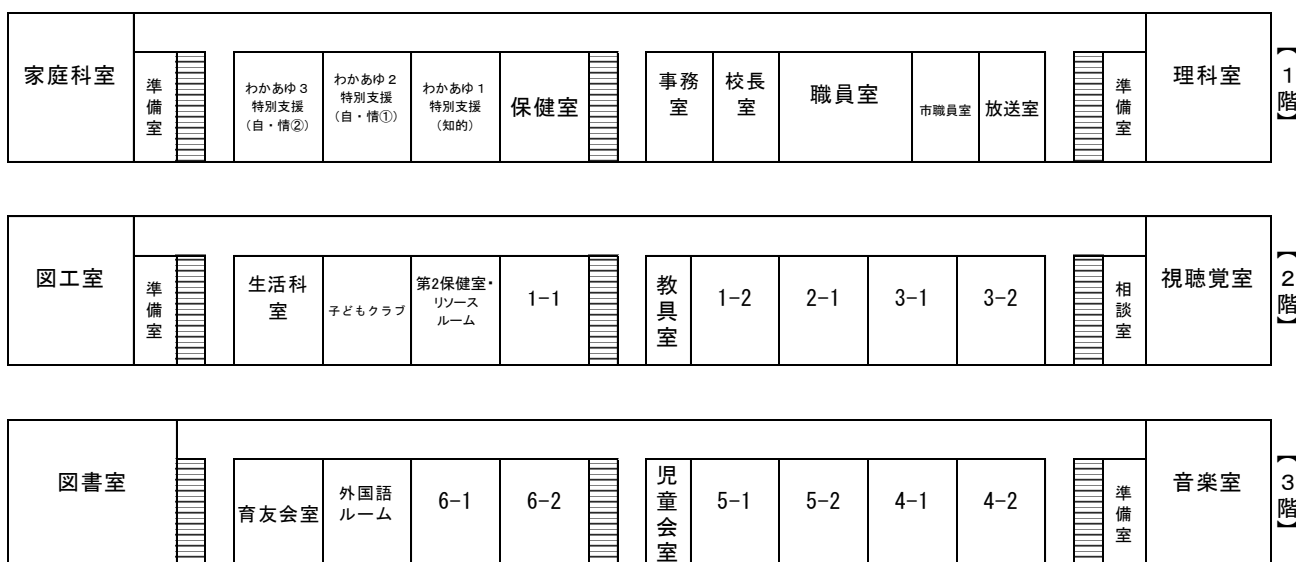 家庭科室
準備室
わかあゆ3
特別支援
(自・情②)
わかあゆ2
特別支援
(自・情①)
わかあゆ1
特別支援
(知的)
保健室
事務室
校長室
職員室
市職員室
放送室
準備室
理科室
【1階】
図工室
準備室
生活科室
子どもクラブ
第2保健室・
リソース
ルーム
1-1
教具室
1-2
2-1
3-1
3-2
相談室
視聴覚室
【2階】
図書室
育友会室
外国語
ルーム
6-1
6-2
児童会室
5-1
5-2
4-1
4-2
準備室
音楽室
【3階】